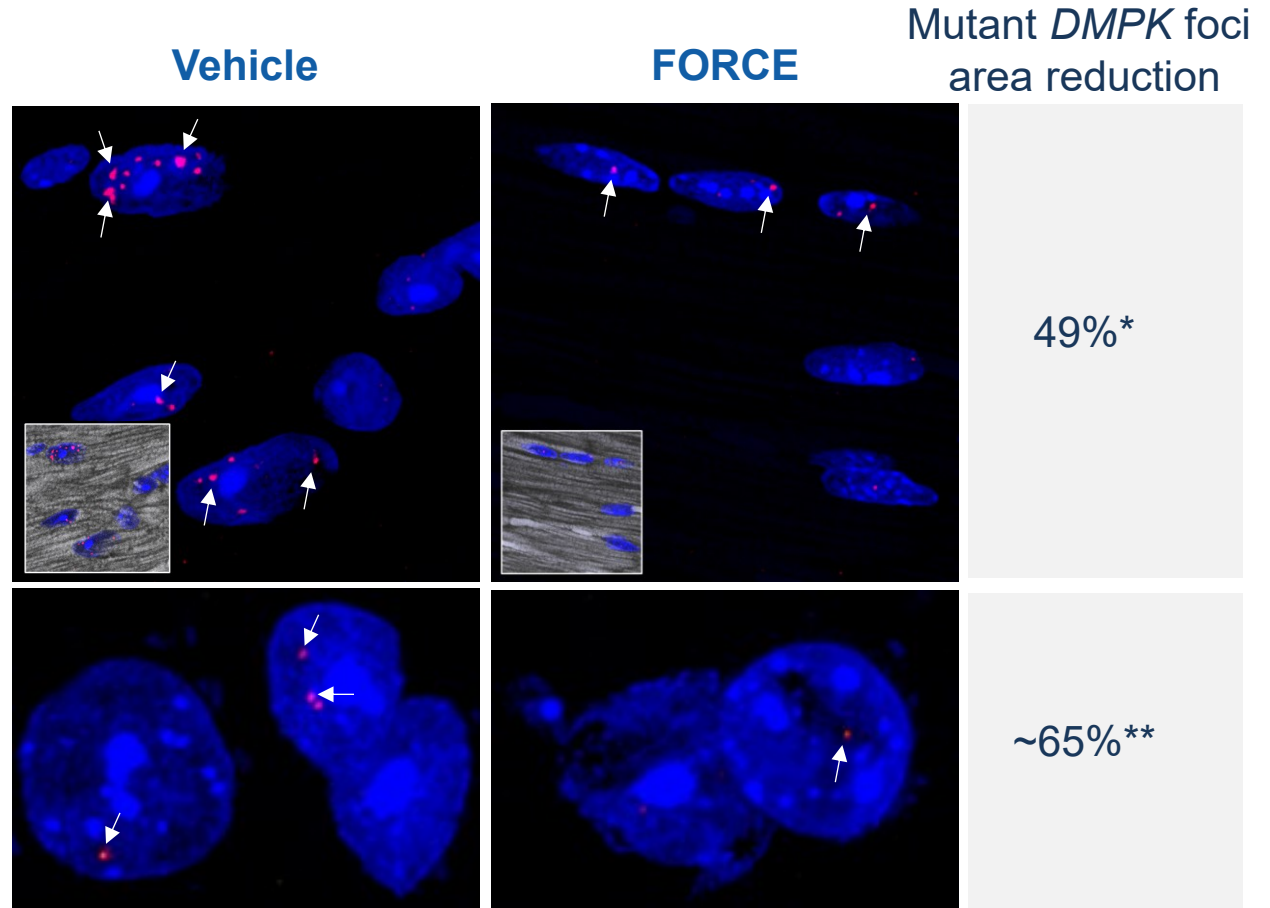 Vehicle
FORCE
Mutant DMPK foci
area reduction
49%*
~65%**